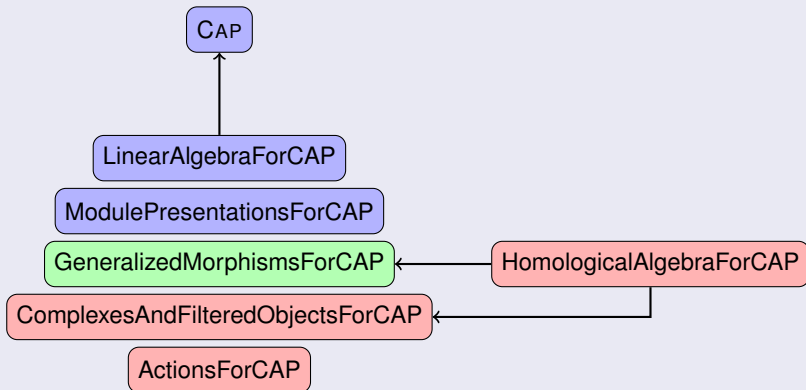 CAP
LinearAlgebraForCAP
ModulePresentationsForCAP
GeneralizedMorphismsForCAP
HomologicalAlgebraForCAP
ComplexesAndFilteredObjectsForCAP
ActionsForCAP